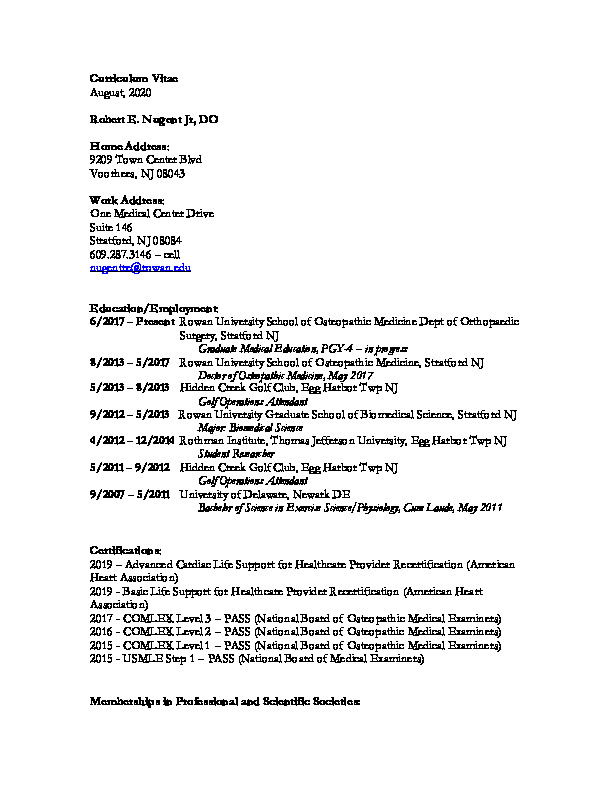 Curriculum Vitae
August, 2020
Robert E. Nugent Jr, DO
Home Address:
9209 Town Center Blvd
Voorhees, NJ 08043
Work Address:
One Medical Center Drive
Suite 146
Stratford, NJ 08084
609.287.3146 – cell
nugentre@rowan.edu
Education/Employment
6/2017 – Present Rowan University School of Osteopathic Medicine Dept of Orthopaedic
Surgery, Stratford NJ
Graduate Medical Education, PGY-4 – in progress
8/2013 – 5/2017 Rowan University School of Osteopathic Medicine, Stratford NJ
Doctor of Osteopathic Medicine, May 2017
5/2013 – 8/2013 Hidden Creek Golf Club, Egg Harbor Twp NJ
Golf Operations Attendant
9/2012 – 5/2013 Rowan University Graduate School of Biomedical Science, Stratford NJ
Major: Biomedical Science
4/2012 – 12/2014 Rothman Institute, Thomas Jefferson University, Egg Harbor Twp NJ
Student Researcher
5/2011 – 9/2012 Hidden Creek Golf Club, Egg Harbor Twp NJ
Golf Operations Attendant
9/2007 – 5/2011 University of Delaware, Newark DE
Bachelor of Science in Exercise Science/Physiology, Cum Laude, May 2011
Certifications:
2019 – Advanced Cardiac Life Support for Healthcare Provider Recertification (American
Heart Association)
2019 - Basic Life Support for Healthcare Provider Recertification (American Heart
Association)
2017 - COMLEX Level 3 – PASS (National Board of Osteopathic Medical Examiners)
2016 - COMLEX Level 2 – PASS (National Board of Osteopathic Medical Examiners)
2015 - COMLEX Level 1 – PASS (National Board of Osteopathic Medical Examiners)
2015 - USMLE Step 1 – PASS (National Board of Medical Examiners)
Memberships in Professional and Scientific Societies: